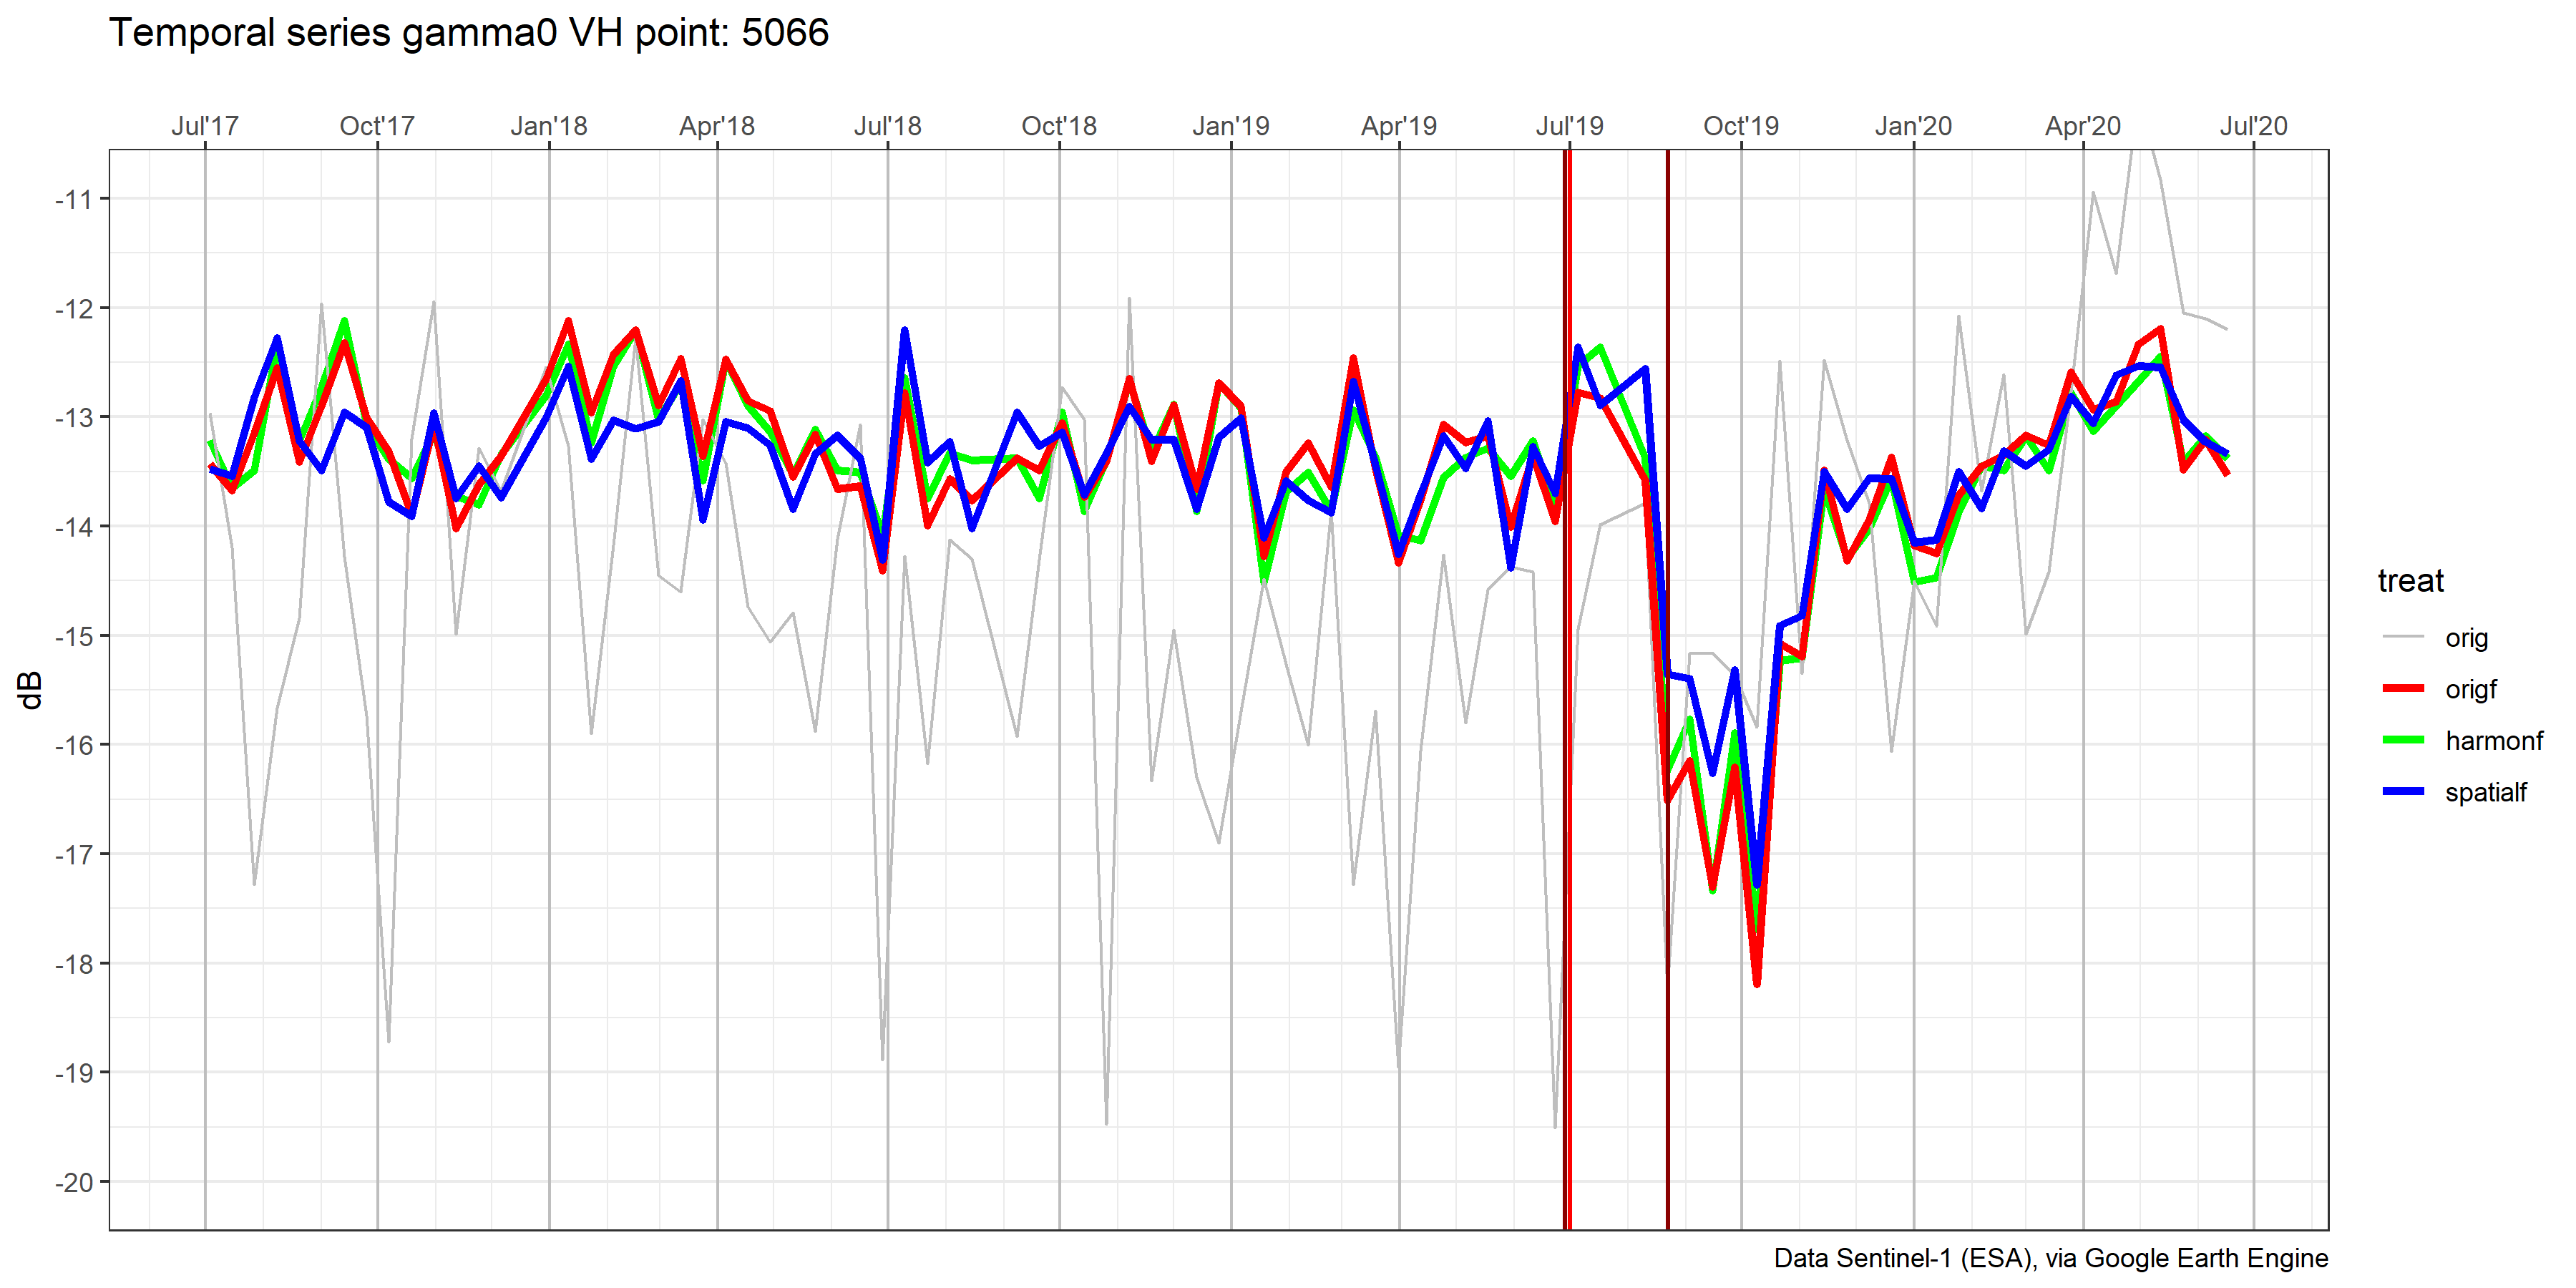 Temporal series gamma0 VH point: 5066
Jul'17 Oct'17 Jan'18 Apr'18 Jul'18 Oct'18 Jan'19 Apr'19 Jul'19 Oct'19 Jan'20 Apr'20 Jul'20
-11
-12
-13
-14
-15
-16
-17
-18
-19
-20
dB
treat
orig
origf
harmonf
spatialf
Data Sentinel-1 (ESA), via Google Earth Engine